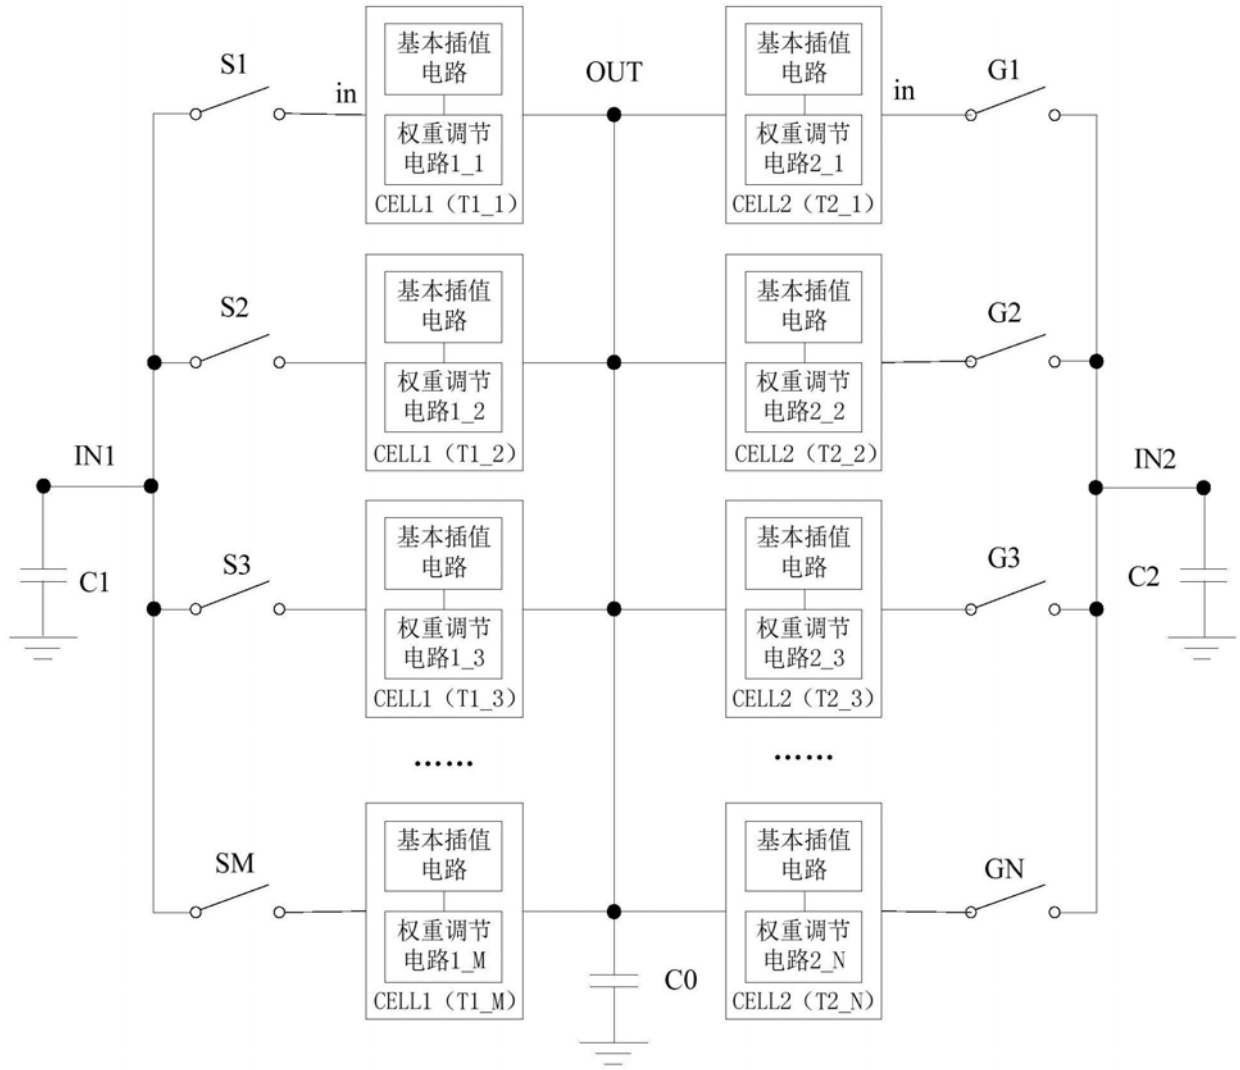 S1
in
基本插值
电路
权重调节
电路1_1
CELL1（T1_1）
OUT
基本插值
电路
权重调节
电路2_1
CELL2（T2_1）
in
G1
S2
基本插值
电路
权重调节
电路1_2
CELL1（T1_2）
基本插值
电路
权重调节
电路2_2
CELL2（T2_2）
G2
IN1
C1
IN2
C2
S3
基本插值
电路
权重调节
电路1_3
CELL1（T1_3）
基本插值
电路
权重调节
电路2_3
CELL2（T2_3）
G3
……
……
SM
基本插值
电路
权重调节
电路1_M
CELL1（T1_M）
C0
基本插值
电路
权重调节
电路2_N
CELL2（T2_N）
GN